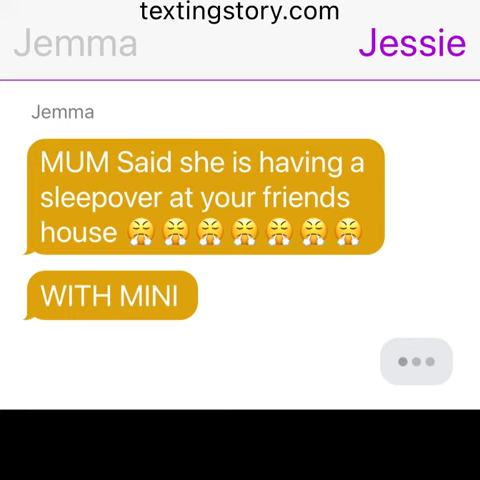 textingstory.com
Jemma Jessie
Jemma
MUM Said she is having a
sleepover at your friends
house 😤 😤 😤 😤 😤 😤 😤
WITH MINI